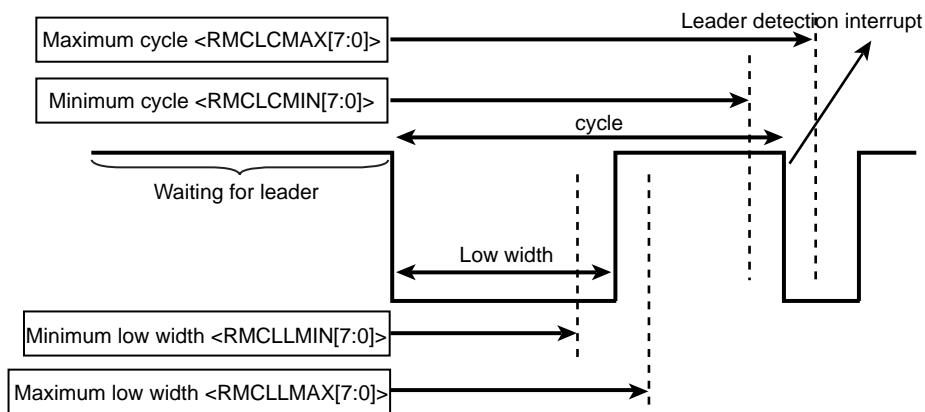 Leader detection interrupt
Maximum cycle <RMCLCMAX[7:0]>
Minimum cycle <RMCLCMIN[7:0]>
cycle
Waiting for leader
Low width
Minimum low width <RMCLLMIN[7:0]>
Maximum low width <RMCLLMAX[7:0]>